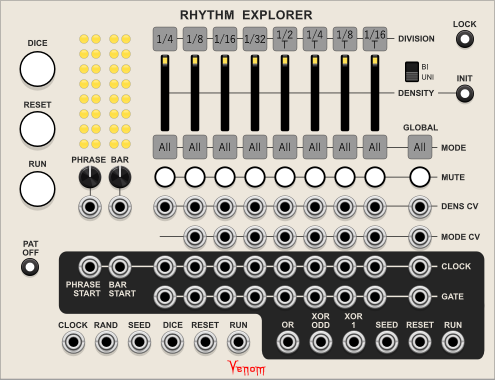 RHYTHM EXPLORER
1/4 1/8 1/16 1/32 1/2 T 1/4 T 1/8 T 1/16 T DIVISION LOCK
DICE
BI
UNI
DENSITY INIT
RESET
GLOBAL
All All All All All All All All All MODE
RUN PHRASE BAR
MUTE
DENS CV
MODE CV
PAT
OFF
CLOCK
PHRASE START BAR START
GATE
CLOCK RAND SEED DICE RESET RUN OR XOR ODD XOR 1 SEED RESET RUN
Venom